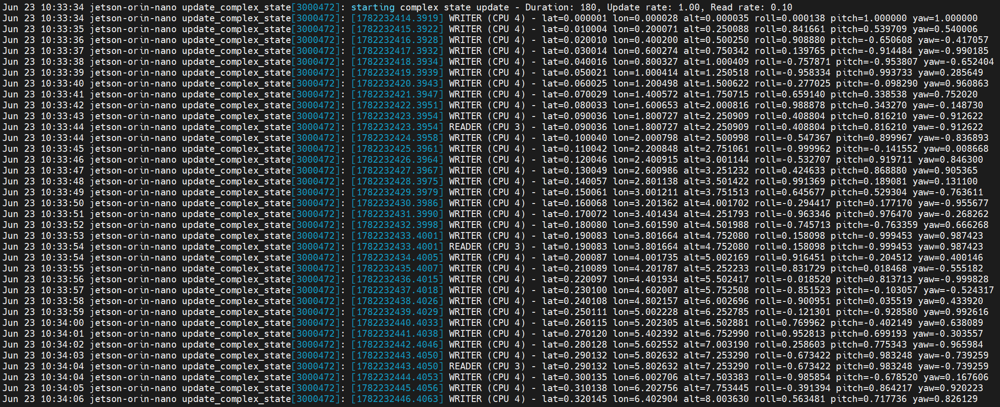 Jun 23 10:33:34 jetson-orin-nano update_complex_state[3000472]: starting complex state update - Duration: 180, Update rate: 1.00, Read rate: 0.10
Jun 23 10:33:34 jetson-orin-nano update_complex_state[3000472]: [1782232414.3919] WRITER (CPU 4) - lat=0.000001 lon=0.000028 alt=0.000035 roll=0.000138 pitch=1.000000 yaw=1.000000
Jun 23 10:33:35 jetson-orin-nano update_complex_state[3000472]: [1782232415.3922] WRITER (CPU 4) - lat=0.010004 lon=0.200071 alt=0.250088 roll=0.841661 pitch=0.539709 yaw=0.540006
Jun 23 10:33:36 jetson-orin-nano update_complex_state[3000472]: [1782232416.3928] WRITER (CPU 4) - lat=0.020010 lon=0.400200 alt=0.500250 roll=0.908880 pitch=-0.650608 yaw=-0.417057
Jun 23 10:33:37 jetson-orin-nano update_complex_state[3000472]: [1782232417.3932] WRITER (CPU 4) - lat=0.030014 lon=0.600274 alt=0.750342 roll=0.139765 pitch=-0.914484 yaw=-0.990185
Jun 23 10:33:38 jetson-orin-nano update_complex_state[3000472]: [1782232418.3934] WRITER (CPU 4) - lat=0.040016 lon=0.800327 alt=1.000409 roll=-0.757871 pitch=-0.953807 yaw=-0.652404
Jun 23 10:33:39 jetson-orin-nano update_complex_state[3000472]: [1782232419.3939] WRITER (CPU 4) - lat=0.050021 lon=1.000414 alt=1.250518 roll=-0.958334 pitch=0.993733 yaw=0.285649
Jun 23 10:33:40 jetson-orin-nano update_complex_state[3000472]: [1782232420.3943] WRITER (CPU 4) - lat=0.060025 lon=1.200498 alt=1.500622 roll=-0.277025 pitch=-0.098290 yaw=0.960863
Jun 23 10:33:41 jetson-orin-nano update_complex_state[3000472]: [1782232421.3947] WRITER (CPU 4) - lat=0.070029 lon=1.400572 alt=1.750715 roll=0.659140 pitch=0.338538 yaw=0.752020
Jun 23 10:33:42 jetson-orin-nano update_complex_state[3000472]: [1782232422.3951] WRITER (CPU 4) - lat=0.080033 lon=1.600653 alt=2.000816 roll=0.988878 pitch=0.343270 yaw=-0.148730
Jun 23 10:33:43 jetson-orin-nano update_complex_state[3000472]: [1782232423.3954] WRITER (CPU 4) - lat=0.090036 lon=1.800727 alt=2.250909 roll=0.408804 pitch=0.816210 yaw=-0.912622
Jun 23 10:33:44 jetson-orin-nano update_complex_state[3000472]: [1782232423.3954] READER (CPU 3) - lat=0.090036 lon=1.800727 alt=2.250909 roll=0.408804 pitch=0.816210 yaw=-0.912622
Jun 23 10:33:44 jetson-orin-nano update_complex_state[3000472]: [1782232424.3958] WRITER (CPU 4) - lat=0.100040 lon=2.000798 alt=2.500998 roll=-0.547367 pitch=0.899967 yaw=-0.836893
Jun 23 10:33:45 jetson-orin-nano update_complex_state[3000472]: [1782232425.3961] WRITER (CPU 4) - lat=0.110042 lon=2.200848 alt=2.751061 roll=-0.999962 pitch=-0.141552 yaw=0.008668
Jun 23 10:33:46 jetson-orin-nano update_complex_state[3000472]: [1782232426.3964] WRITER (CPU 4) - lat=0.120046 lon=2.400915 alt=3.001144 roll=-0.532707 pitch=0.919711 yaw=0.846300
Jun 23 10:33:47 jetson-orin-nano update_complex_state[3000472]: [1782232427.3967] WRITER (CPU 4) - lat=0.130049 lon=2.600986 alt=3.251232 roll=0.424633 pitch=0.868880 yaw=0.905365
Jun 23 10:33:48 jetson-orin-nano update_complex_state[3000472]: [1782232428.3975] WRITER (CPU 4) - lat=0.140057 lon=2.801138 alt=3.501422 roll=0.991369 pitch=0.189081 yaw=0.131100
Jun 23 10:33:49 jetson-orin-nano update_complex_state[3000472]: [1782232429.3979] WRITER (CPU 4) - lat=0.150061 lon=3.001211 alt=3.751513 roll=0.645677 pitch=0.529304 yaw=-0.763611
Jun 23 10:33:50 jetson-orin-nano update_complex_state[3000472]: [1782232430.3986] WRITER (CPU 4) - lat=0.160068 lon=3.201362 alt=4.001702 roll=-0.294417 pitch=0.177170 yaw=-0.955677
Jun 23 10:33:51 jetson-orin-nano update_complex_state[3000472]: [1782232431.3990] WRITER (CPU 4) - lat=0.170072 lon=3.401434 alt=4.251793 roll=-0.963346 pitch=0.976470 yaw=-0.268262
Jun 23 10:33:52 jetson-orin-nano update_complex_state[3000472]: [1782232432.3998] WRITER (CPU 4) - lat=0.180080 lon=3.601590 alt=4.501988 roll=-0.745713 pitch=-0.763359 yaw=0.666268
Jun 23 10:33:53 jetson-orin-nano update_complex_state[3000472]: [1782232433.4001] WRITER (CPU 4) - lat=0.190083 lon=3.801664 alt=4.752080 roll=0.158098 pitch=-0.999453 yaw=0.987423
Jun 23 10:33:54 jetson-orin-nano update_complex_state[3000472]: [1782232433.4001] READER (CPU 3) - lat=0.190083 lon=3.801664 alt=4.752080 roll=0.158098 pitch=-0.999453 yaw=0.987423
Jun 23 10:33:54 jetson-orin-nano update_complex_state[3000472]: [1782232434.4005] WRITER (CPU 4) - lat=0.200087 lon=4.001735 alt=5.002169 roll=0.916451 pitch=-0.204512 yaw=0.400146
Jun 23 10:33:55 jetson-orin-nano update_complex_state[3000472]: [1782232435.4007] WRITER (CPU 4) - lat=0.210089 lon=4.201787 alt=5.252233 roll=0.831729 pitch=0.018468 yaw=-0.555182
Jun 23 10:33:56 jetson-orin-nano update_complex_state[3000472]: [1782232436.4015] WRITER (CPU 4) - lat=0.220097 lon=4.401934 alt=5.502417 roll=-0.018520 pitch=0.813713 yaw=-0.999828
Jun 23 10:33:57 jetson-orin-nano update_complex_state[3000472]: [1782232437.4018] WRITER (CPU 4) - lat=0.230100 lon=4.602007 alt=5.752508 roll=-0.851523 pitch=-0.103057 yaw=-0.524317
Jun 23 10:33:58 jetson-orin-nano update_complex_state[3000472]: [1782232438.4026] WRITER (CPU 4) - lat=0.240108 lon=4.802157 alt=6.002696 roll=-0.900951 pitch=0.035519 yaw=0.433920
Jun 23 10:33:59 jetson-orin-nano update_complex_state[3000472]: [1782232439.4029] WRITER (CPU 4) - lat=0.250111 lon=5.002228 alt=6.252785 roll=-0.121301 pitch=-0.928580 yaw=0.992616
Jun 23 10:34:00 jetson-orin-nano update_complex_state[3000472]: [1782232440.4033] WRITER (CPU 4) - lat=0.260115 lon=5.202305 alt=6.502881 roll=0.769962 pitch=-0.402149 yaw=0.638089
Jun 23 10:34:01 jetson-orin-nano update_complex_state[3000472]: [1782232441.4038] WRITER (CPU 4) - lat=0.270120 lon=5.402392 alt=6.752990 roll=0.952813 pitch=0.699193 yaw=-0.303557
Jun 23 10:34:02 jetson-orin-nano update_complex_state[3000472]: [1782232442.4046] WRITER (CPU 4) - lat=0.280128 lon=5.602552 alt=7.003190 roll=0.258603 pitch=0.775343 yaw=-0.965984
Jun 23 10:34:03 jetson-orin-nano update_complex_state[3000472]: [1782232443.4050] WRITER (CPU 4) - lat=0.290132 lon=5.802632 alt=7.253290 roll=-0.673422 pitch=0.983248 yaw=-0.739259
Jun 23 10:34:04 jetson-orin-nano update_complex_state[3000472]: [1782232443.4050] READER (CPU 3) - lat=0.290132 lon=5.802632 alt=7.253290 roll=-0.673422 pitch=0.983248 yaw=-0.739259
Jun 23 10:34:04 jetson-orin-nano update_complex_state[3000472]: [1782232444.4053] WRITER (CPU 4) - lat=0.300135 lon=6.002706 alt=7.503383 roll=-0.985854 pitch=-0.678520 yaw=0.167606
Jun 23 10:34:05 jetson-orin-nano update_complex_state[3000472]: [1782232445.4056] WRITER (CPU 4) - lat=0.310138 lon=6.202756 alt=7.753445 roll=-0.391394 pitch=0.864217 yaw=0.920223
Jun 23 10:34:06 jetson-orin-nano update_complex_state[3000472]: [1782232446.4063] WRITER (CPU 4) - lat=0.320145 lon=6.402904 alt=8.003630 roll=0.563481 pitch=0.717736 yaw=0.826129